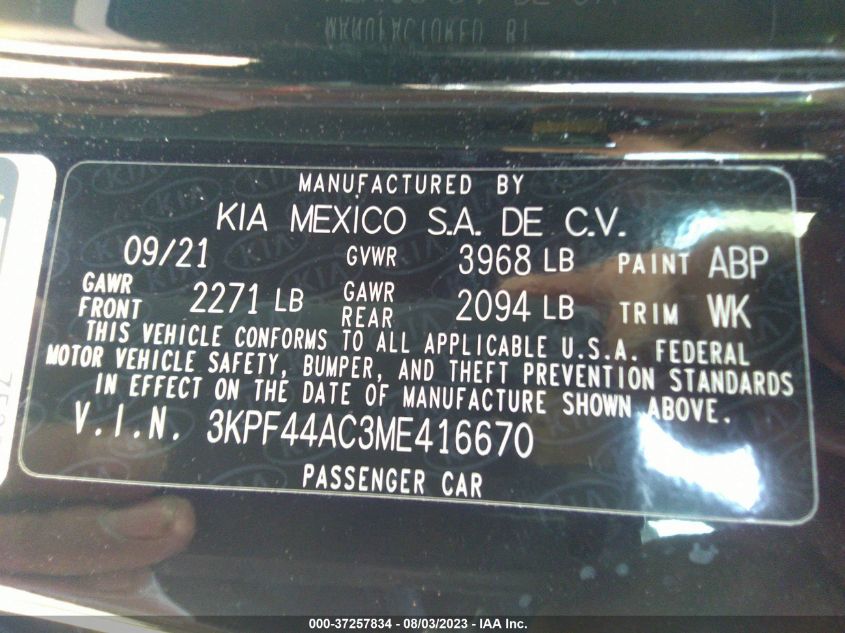 MANUFACTURED BY
MANUFACTURED BY
KIA MEXICO S.A. DE C.V.
09/21 GVWR 3968 LB PAINT ABP
GAWR FRONT 2271 LB GAWR REAR 2094 LB TRIM WK
THIS VEHICLE CONFORMS TO ALL APPLICABLE U.S.A. FEDERAL
MOTOR VEHICLE SAFETY, BUMPER, AND THEFT PREVENTION STANDARDS
IN EFFECT ON THE DATE OF MANUFACTURE SHOWN ABOVE.
V.I.N. 3KPF44AC3ME416670
PASSENGER CAR
000-37257834 - 08/03/2023 - IAA Inc.